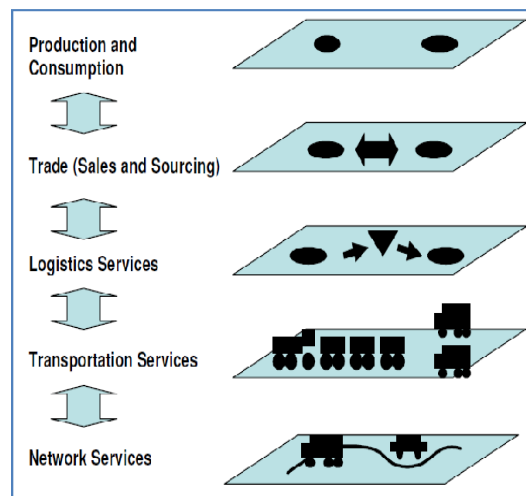 Production and
Consumption
Trade (Sales and Sourcing)
Logistics Services
Transportation Services
Network Services